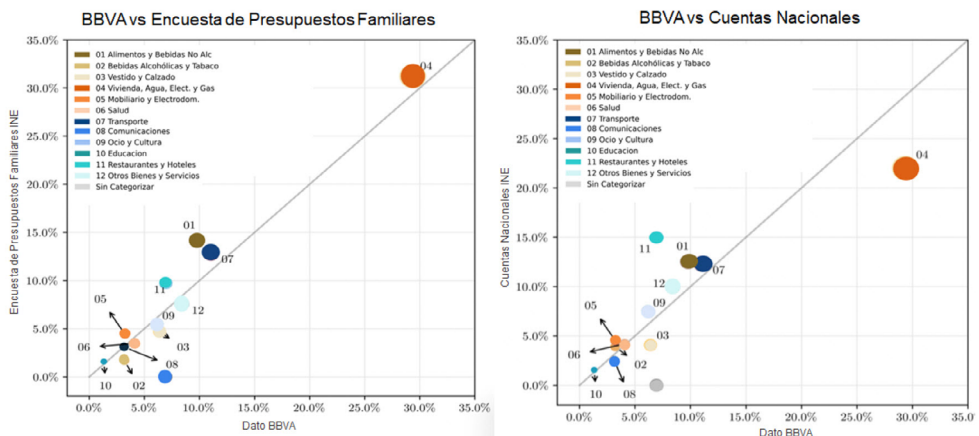 BBVA vs Encuesta de Presupuestos Familiares
Encuesta de Presupuestos Familiares INE
35.0%
30.0%
25.0%
20.0%
15.0%
10.0%
5.0%
0.0%
01 Alimentos y Bebidas No Alc
02 Bebidas Alcohólicas y Tabaco
03 Vestido y Calzado
04 Vivienda, Agua, Elect. y Gas
05 Mobiliario y Electrodom.
06 Salud
07 Transporte
08 Comunicaciones
09 Ocio y Cultura
10 Educacion
11 Restaurantes y Hoteles
12 Otros Bienes y Servicios
Sin Categorizar
04
01
07
11
12
05
09
06
03
08
10
02
0.0% 5.0% 10.0% 15.0% 20.0% 25.0% 30.0% 35.0%
Dato BBVA
BBVA vs Cuentas Nacionales
Cuentas Nacionales INE
35.0%
30.0%
25.0%
20.0%
15.0%
10.0%
5.0%
0.0%
01 Alimentos y Bebidas No Alc
02 Bebidas Alcohólicas y Tabaco
03 Vestido y Calzado
04 Vivienda, Agua, Elect. y Gas
05 Mobiliario y Electrodom.
06 Salud
07 Transporte
08 Comunicaciones
09 Ocio y Cultura
10 Educacion
11 Restaurantes y Hoteles
12 Otros Bienes y Servicios
Sin Categorizar
04
11
01
07
12
05
09
03
06
02
10
08
0.0% 5.0% 10.0% 15.0% 20.0% 25.0% 30.0% 35.0%
Dato BBVA